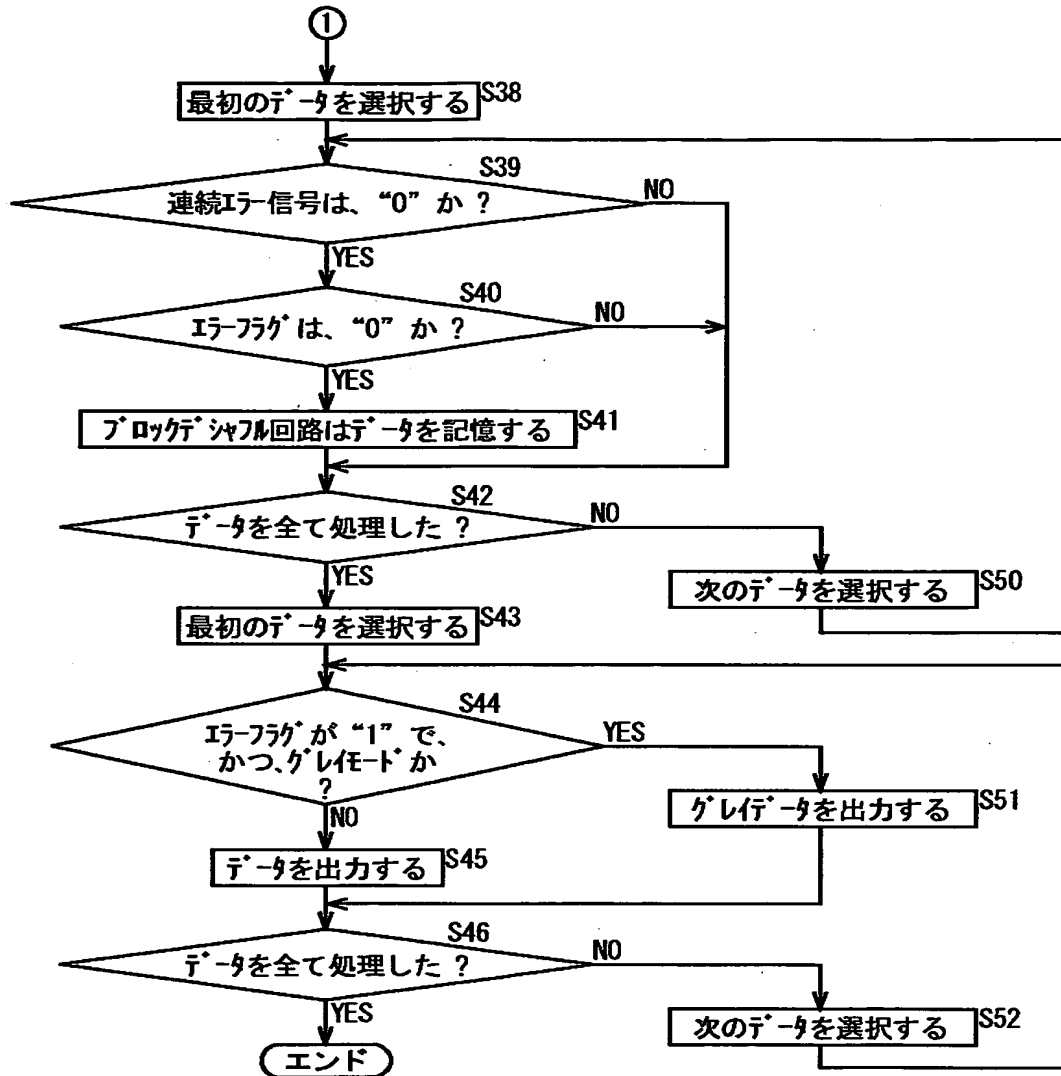 1
最初のデータを選択する S38
S39
連続エラー信号は、“0” か ?
NO
YES
S40
エラーフラグは、“0” か ?
NO
YES
ブロックデシャフル回路はデータを記憶する S41
S42
データを全て処理した ?
NO
YES
次のデータを選択する S50
最初のデータを選択する S43
S44
エラーフラグが “1” で、
かつ、グレイモードか
?
YES
NO
グレイデータを出力する S51
データを出力する S45
S46
データを全て処理した ?
NO
YES
次のデータを選択する S52
エンド